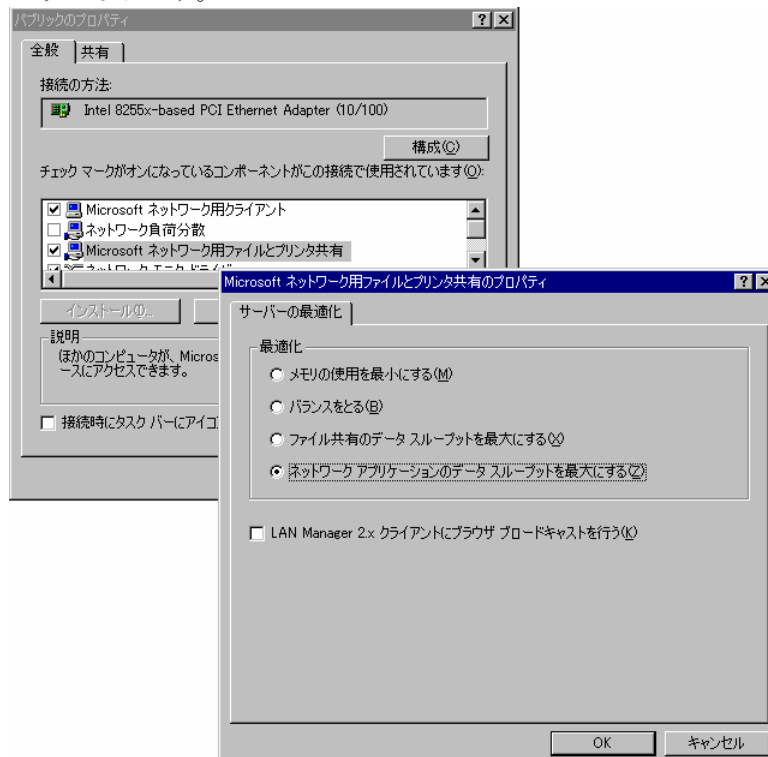 パブリックのプロパティ
全般
共有
接続の方法:
Intel 8255x-based PCI Ethernet Adapter (10/100)
構成(C)
チェック マークがオンになっているコンポーネントがこの接続で使用されています(O):
Microsoft ネットワーク用クライアント
ネットワーク負荷分散
Microsoft ネットワーク用ファイルとプリンタ共有
インストール(I)...
説明
ほかのコンピュータが、Micros
ースにアクセスできます。
接続時にタスク バーにアイコ
Microsoft ネットワーク用ファイルとプリンタ共有のプロパティ
サーバーの最適化
最適化
メモリの使用を最小にする(M)
バランスをとる(B)
ファイル共有のデータ スループットを最大にする(X)
ネットワーク アプリケーションのデータ スループットを最大にする(Z)
LAN Manager 2.x クライアントにブラウザ ブロードキャストを行う(K)
OK
キャンセル